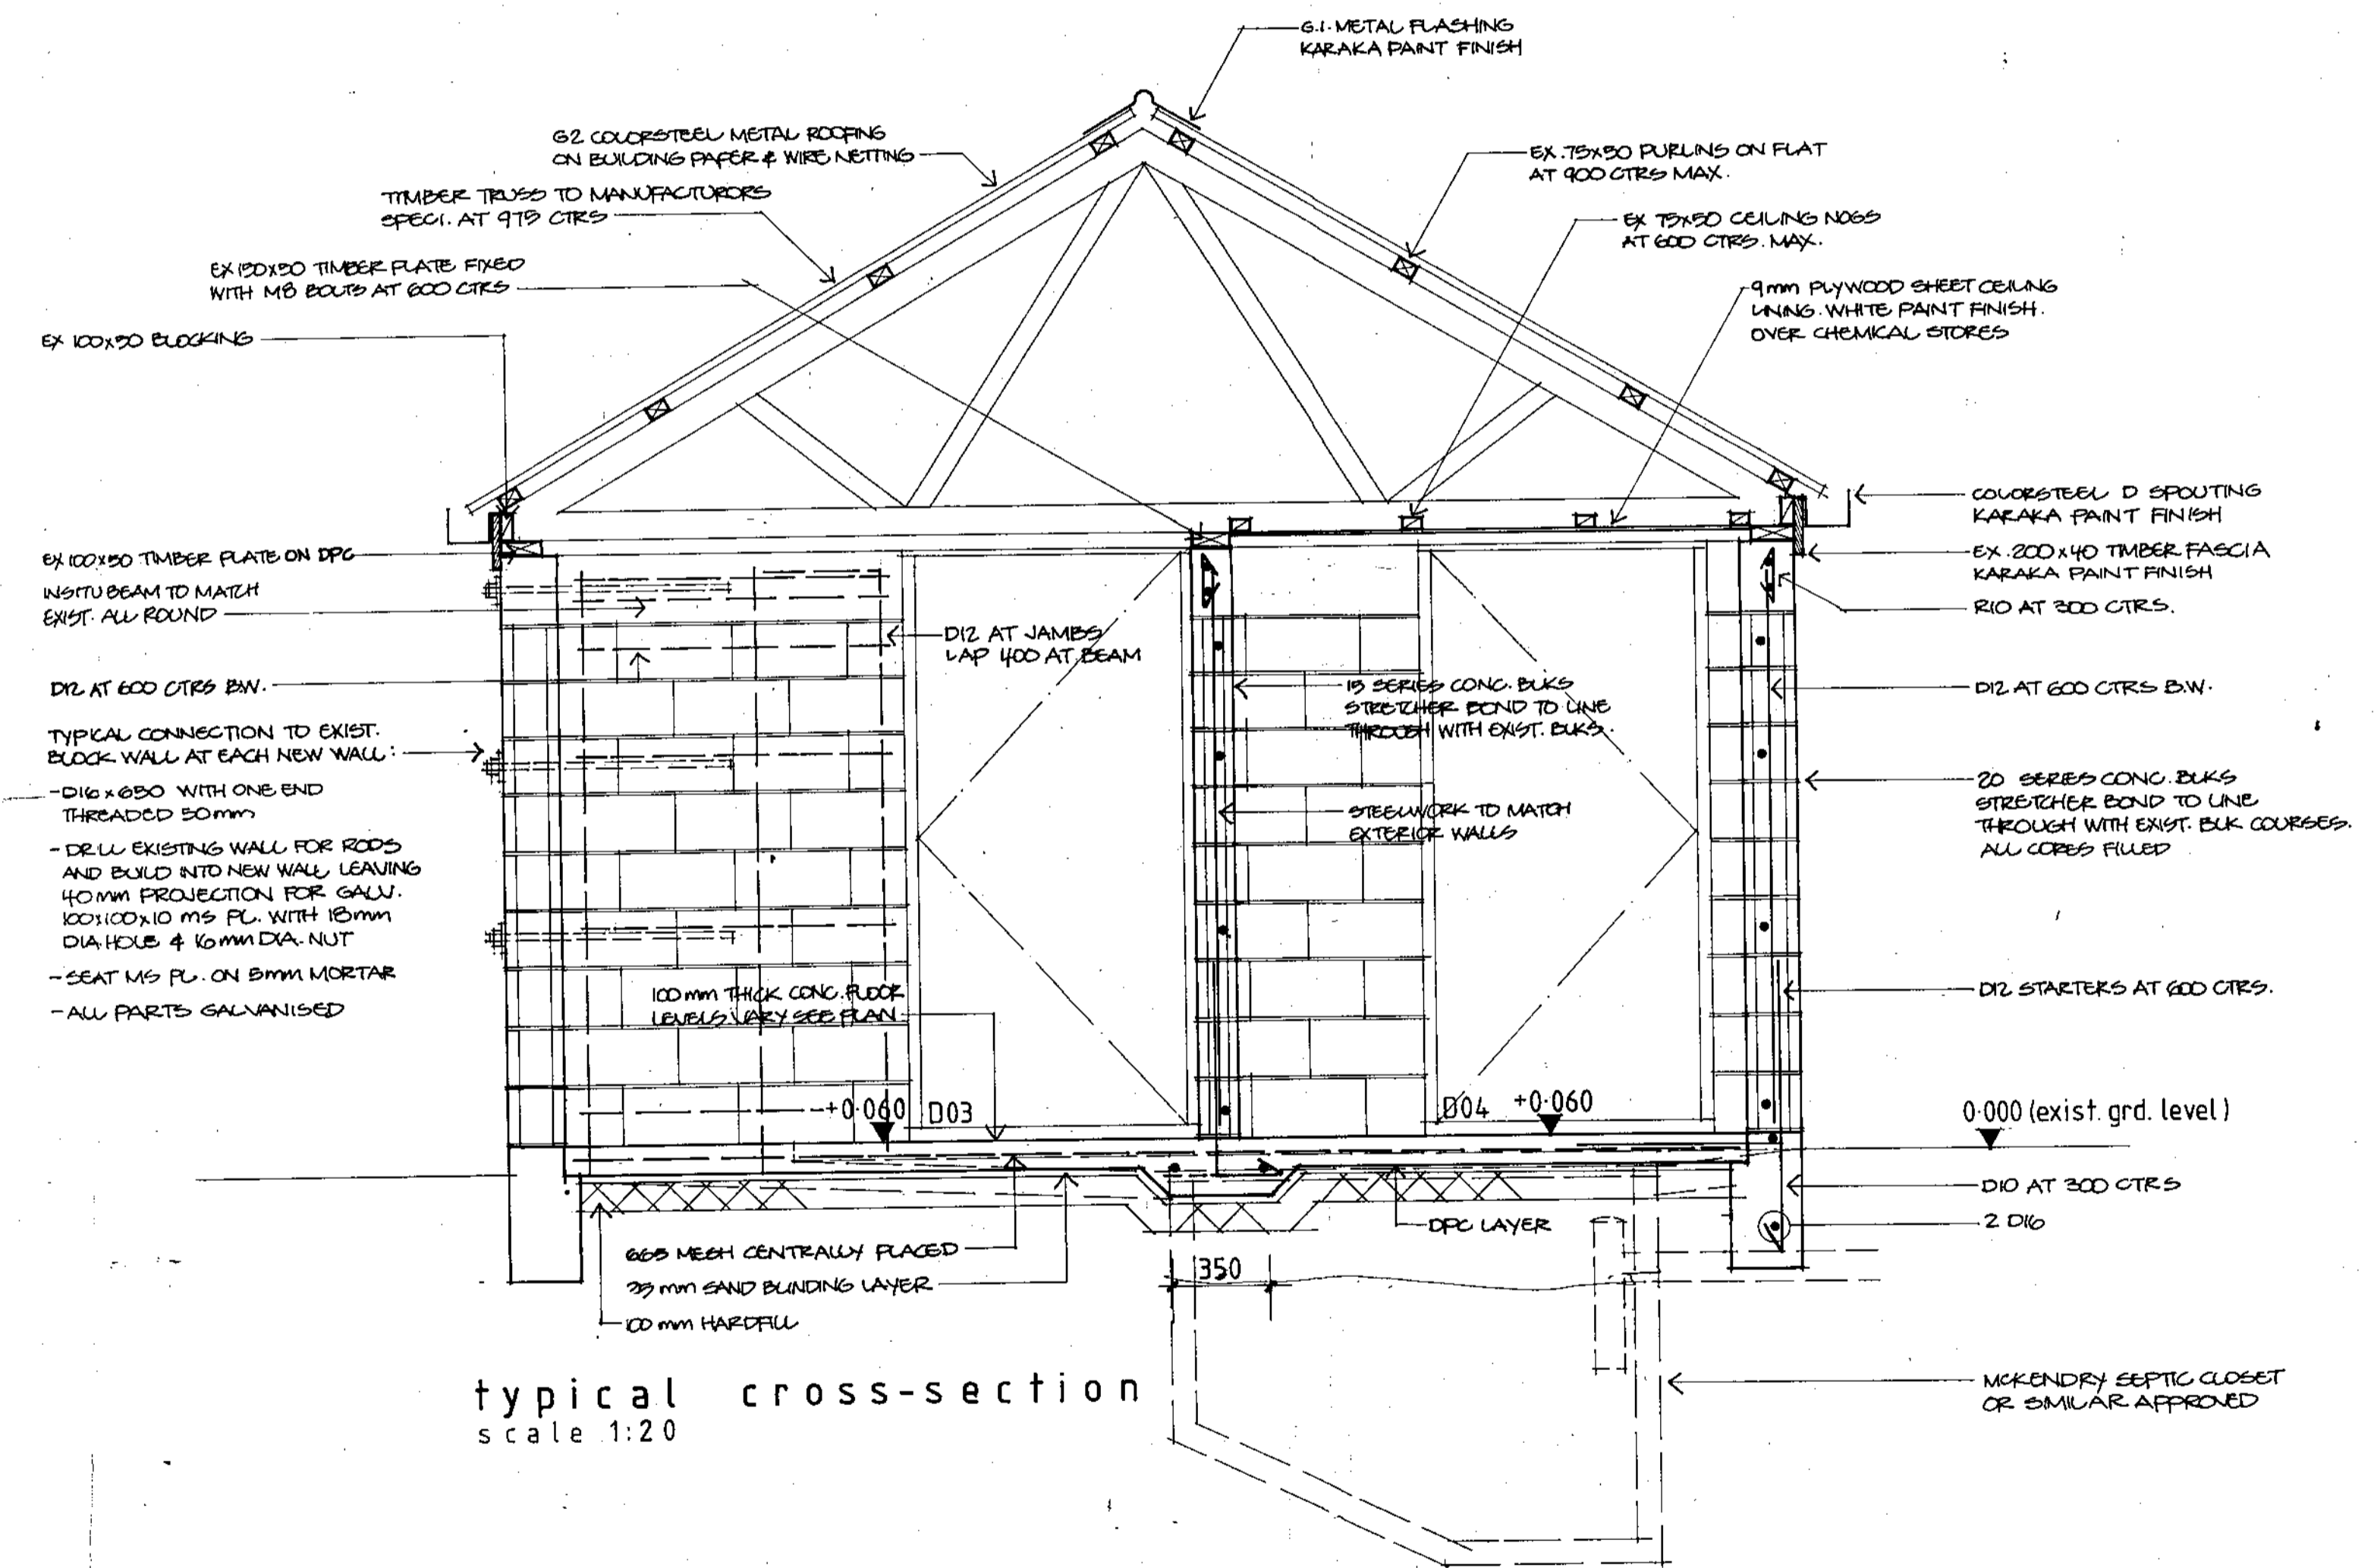 G.I. METAL FLASHING
KARAKA PAINT FINISH
G2 COLORSTEEL METAL ROOFING
ON BUILDING PAPER & WIRE NETTING
TIMBER TRUSS TO MANUFACTURORS
SPECI. AT 975 CTRS
EX 150X50 TIMBER PLATE FIXED
WITH M8 BOLTS AT 600 CTRS
EX 100x50 BLOCKING
EX.75x50 PURLINS ON FLAT
AT 900 CTRS MAX.
EX 75x50 CEILING NOGS
AT 600 CTRS. MAX.
9mm PLYWOOD SHEET CEILING
LINING. WHITE PAINT FINISH.
OVER CHEMICAL STORES
COLORSTEEL D SPOUTING
KARAKA PAINT FINISH
EX.200x40 TIMBER FASCIA
KARAKA PAINT FINISH
R10 AT 300 CTRS.
EX 100x50 TIMBER PLATE ON DPC
INSITU BEAM TO MATCH
EXIST. ALL ROUND
D12 AT 600 CTRS B.W.
TYPICAL CONNECTION TO EXIST.
BLOCK WALL AT EACH NEW WALL:
-D16x650 WITH ONE END
THREADED 50mm
-DRILL EXISTING WALL FOR RODS
AND BUILD INTO NEW WALL LEAVING
40mm PROJECTION FOR GALV.
100x100x10 MS PL. WITH 18mm
DIA. HOLE & 16mm DIA. NUT
-SEAT MS PL. ON 5mm MORTAR
-ALL PARTS GALVANISED
D12 AT JAMBS
LAP 400 AT BEAM
15 SERIES CONC. BLKS
STRETCHER BOND TO LINE
THROUGH WITH EXIST. BLKS.
STEELWORK TO MATCH
EXTERIOR WALLS
D12 AT 600 CTRS B.W.
20 SERIES CONC. BLKS
STRETCHER BOND TO LINE
THROUGH WITH EXIST. BLK COURSES.
ALL CORES FILLED
D12 STARTERS AT 600 CTRS.
100mm THICK CONC. FLOOR
LEVELS VARY SEE PLAN
+0·060
D03
D04
+0·060
0·000 (exist. grd. level)
D10 AT 300 CTRS
2 D16
DPC LAYER
665 MESH CENTRALLY PLACED
25 mm SAND BLINDING LAYER
100 mm HARDFILL
350
typical cross-section
scale 1:20
MCKENDRY SEPTIC CLOSET
OR SIMILAR APPROVED